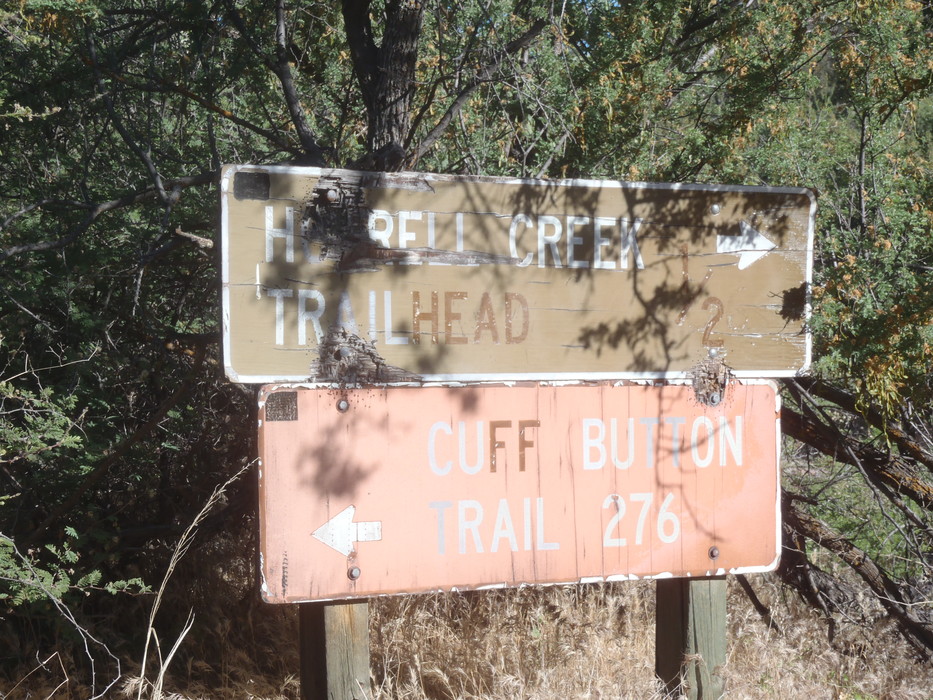 CREEK
TRAILHEAD 1/2
CUFF BUTTON
TRAIL 276